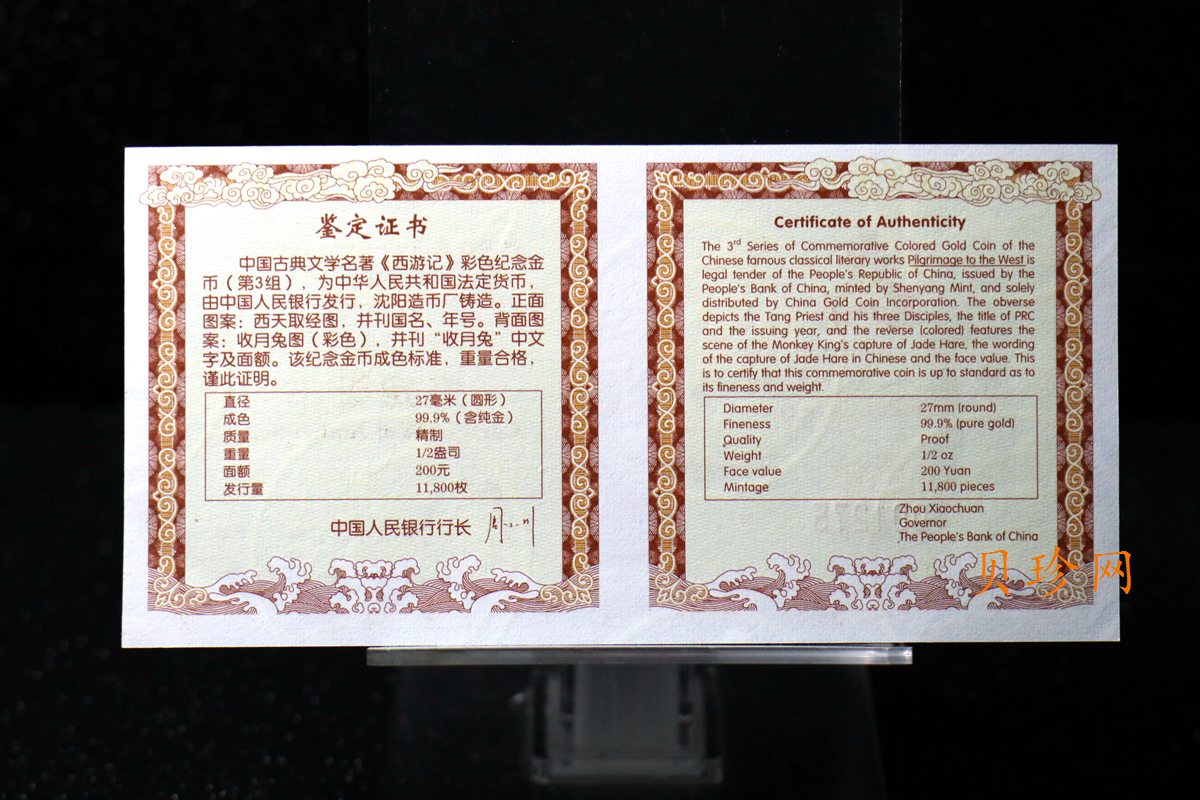 鉴定证书
中国古典文学名著《西游记》彩色纪念金
币（第3组），为中华人民共和国法定货币，
由中国人民银行发行，沈阳造币厂铸造。正面
图案：西天取经图，并刊国名、年号。背面图
案：收月兔图（彩色），并刊“收月兔”中文
字及面额。该纪念金币成色标准，重量合格，
谨此证明。
直径 27毫米（圆形）
成色 99.9%（含纯金）
质量 精制
重量 1/2盎司
面额 200元
发行量 11,800枚
中国人民银行行长
Certificate of Authenticity
The 3rd Series of Commemorative Colored Gold Coin of the
Chinese famous classical literary works Pilgrimage to the West is
legal tender of the People's Republic of China, issued by the
People's Bank of China, minted by Shenyang Mint, and solely
distributed by China Gold Coin Incorporation. The obverse
depicts the Tang Priest and his three Disciples, the title of PRC
and the issuing year, and the reverse (colored) features the
scene of the Monkey King's capture of Jade Hare, the wording
of the capture of Jade Hare in Chinese and the face value. This
is to certify that this commemorative coin is up to standard as to
its fineness and weight.
Diameter 27mm (round)
Fineness 99.9% (pure gold)
Quality Proof
Weight 1/2 oz
Face value 200 Yuan
Mintage 11,800 pieces
Zhou Xiaochuan
Governor
The People's Bank of China
贝珍网